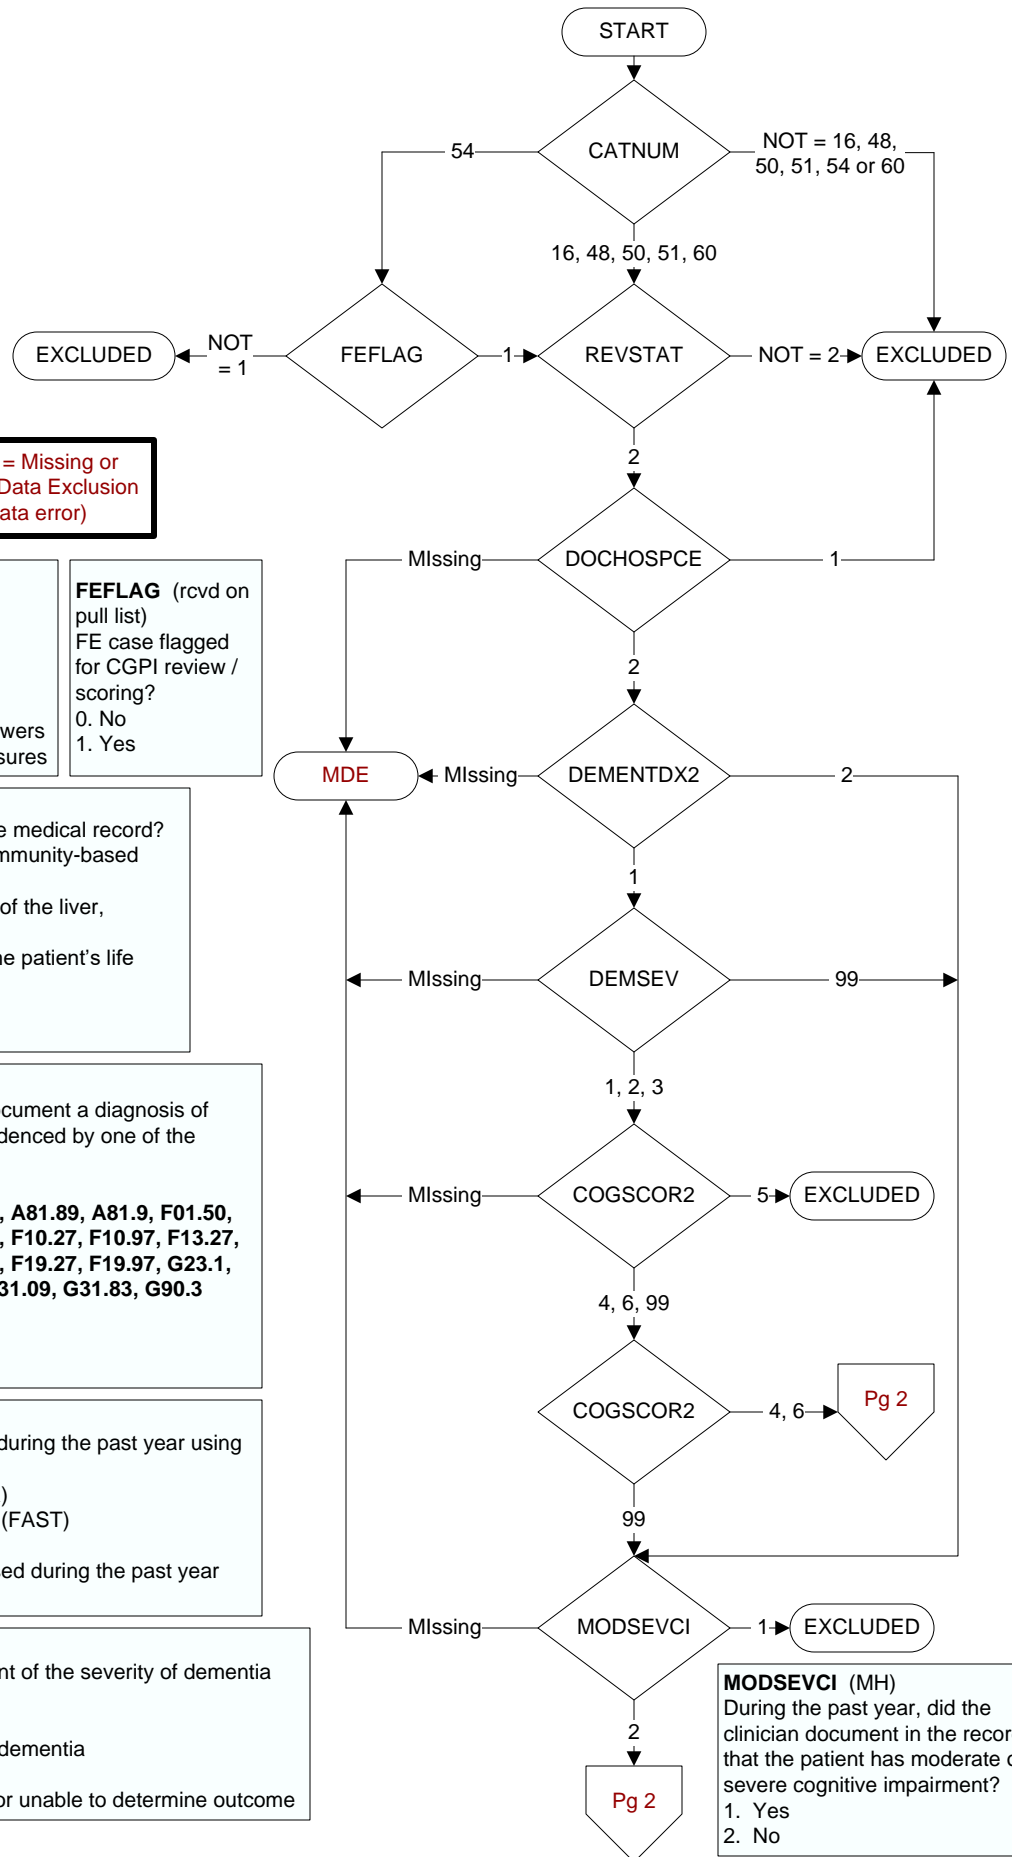 START
CATNUM
54
NOT = 16, 48,
50, 51, 54 or 60
16, 48, 50, 51, 60
EXCLUDED
NOT
= 1
FEFLAG
1
REVSTAT
NOT = 2
EXCLUDED
2
= Missing or
Data Exclusion
ata error)
DOCHOSPCE
MIssing
1
2
FEFLAG (rcvd on
pull list)
FE case flagged
for CGPI review /
scoring?
0. No
1. Yes
wers
sures
MDE
MIssing
DEMENTDX2
2
1
e medical record?
mmunity-based
of the liver,
ne patient's life
MIssing
DEMSEV
99
1, 2, 3
ocument a diagnosis of
idenced by one of the
, A81.89, A81.9, F01.50,
, F10.27, F10.97, F13.27,
, F19.27, F19.97, G23.1,
31.09, G31.83, G90.3
MIssing
COGSCOR2
5
EXCLUDED
4, 6, 99
COGSCOR2
4, 6
Pg 2
99
during the past year using
)
(FAST)
ed during the past year
MIssing
MODSEVCI
1
EXCLUDED
2
Pg 2
nt of the severity of dementia
dementia
or unable to determine outcome
MODSEVCI (MH)
During the past year, did the
clinician document in the recor
that the patient has moderate o
severe cognitive impairment?
1. Yes
2. No